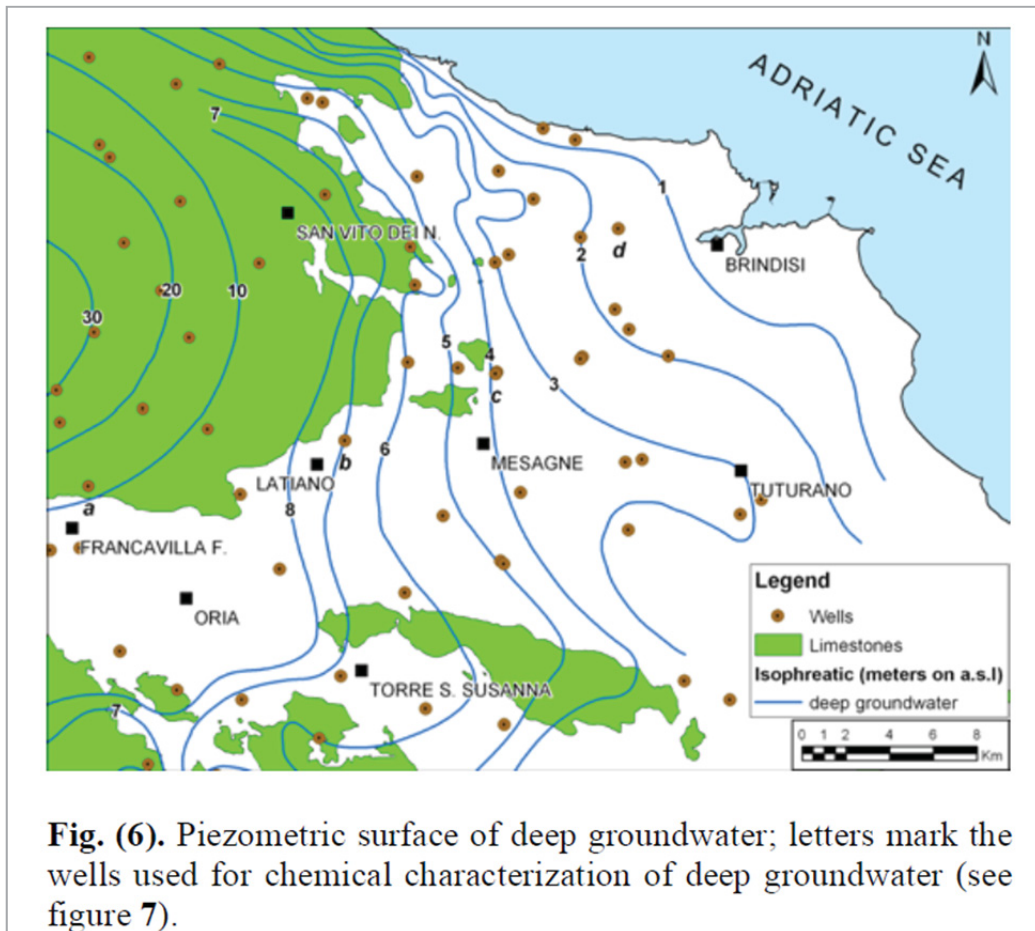 N
ADRIATIC SEA
7
1
SAN VITO DEI N.
2
d
BRINDISI
20
10
30
5
4
3
c
6
MESAGNE
b
LATIANO
TUTURANO
8
a
FRANCAVILLA F.
ORIA
TORRE S. SUSANNA
7
Legend
Wells
Limestones
Isophreatic (meters on a.s.l)
deep groundwater
0 1 2 4 6 8
Km
Fig. (6). Piezometric surface of deep groundwater; letters mark the
wells used for chemical characterization of deep groundwater (see
figure 7).